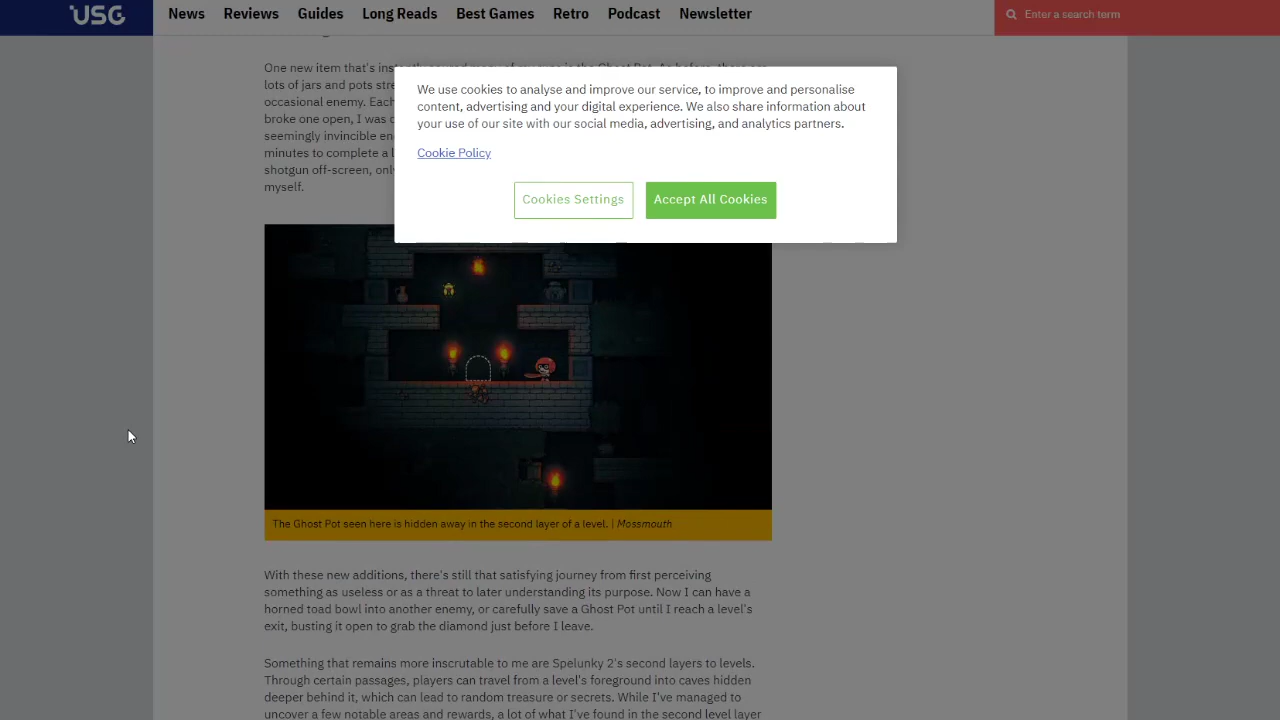 USG
News Reviews Guides Long Reads Best Games Retro Podcast Newsletter
Enter a search term
We use cookies to analyse and improve our service, to improve and personalise
content, advertising and your digital experience. We also share information about
your use of our site with our social media, advertising, and analytics partners.
Cookie Policy
Cookies Settings
Accept All Cookies
One new item that's
lots of jars and pots
occasional enemy. Each
broke one open, I was
seemingly invincible
minutes to complete a
shotgun off-screen,
myself.
The Ghost Pot seen here is hidden away in the second layer of a level. | Mossmouth
With these new additions, there's still that satisfying journey from first perceiving
something as useless or as a threat to later understanding its purpose. Now I can have a
horned toad bowl into another enemy, or carefully save a Ghost Pot until I reach a level's
exit, busting it open to grab the diamond just before I leave.
Something that remains more inscrutable to me are Spelunky 2's second layers to levels.
Through certain passages, players can travel from a level's foreground into caves hidden
deeper behind it, which can lead to random treasure or secrets. While I've managed to
uncover a few notable areas and rewards, a lot of what I've found in the second level layer